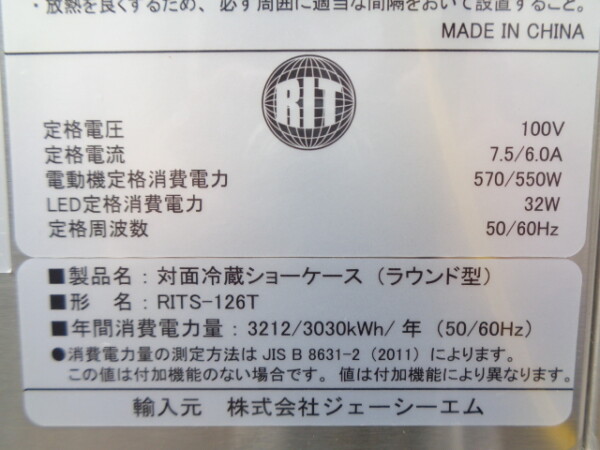 ・放熱を良くするため、必ず周囲に適当な間隔をおいて設置すること。
MADE IN CHINA
RIT
定格電圧 100V
定格電流 7.5/6.0A
電動機定格消費電力 570/550W
LED定格消費電力 32W
定格周波数 50/60Hz
■製品名：対面冷蔵ショーケース（ラウンド型）
■形　名：RITS-126T
■年間消費電力量：3212/3030kWh/年（50/60Hz）
●消費電力量の測定方法は JIS B 8631-2（2011）によります。
この値は付加機能のない場合です。値は付加機能により異なります。
輸入元　株式会社ジェーシーエム